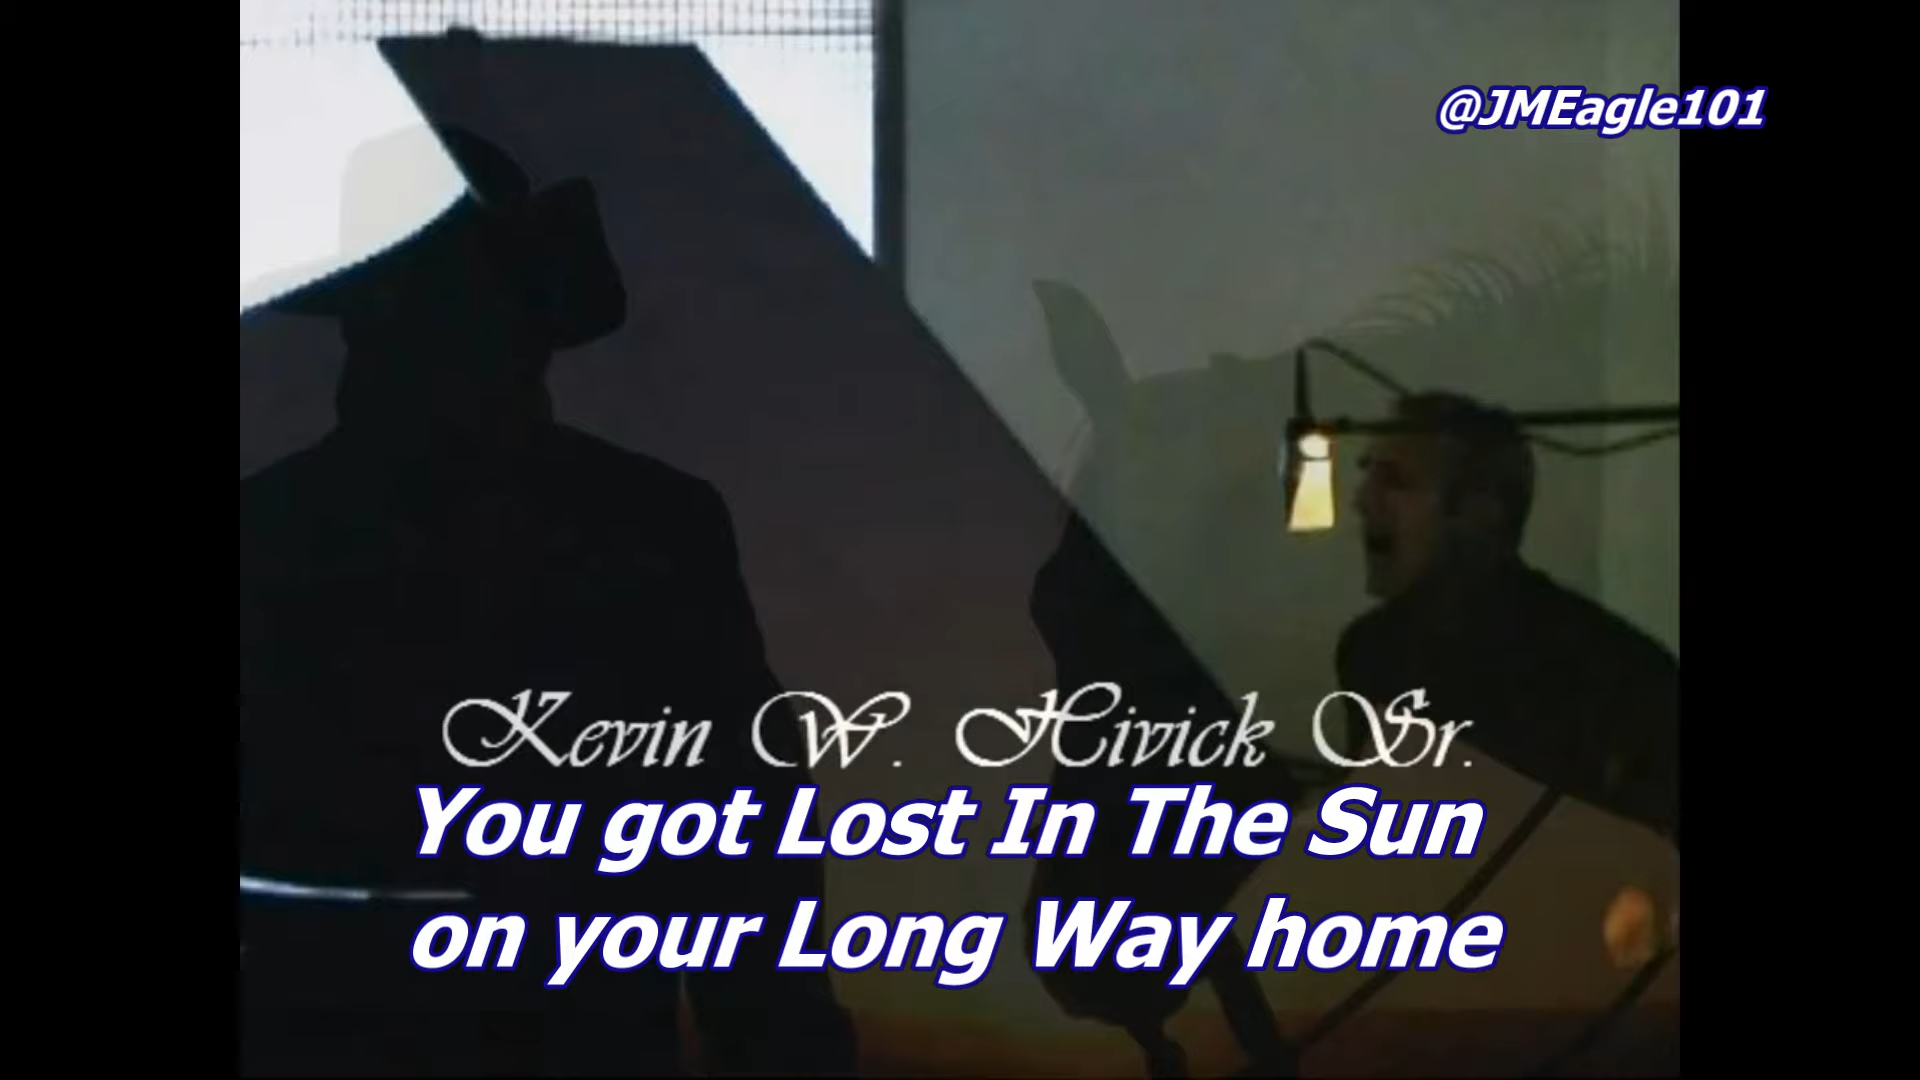 @JMEagle101
Kevin W. Hivick Sr.
You got Lost In The Sun
on your Long Way home